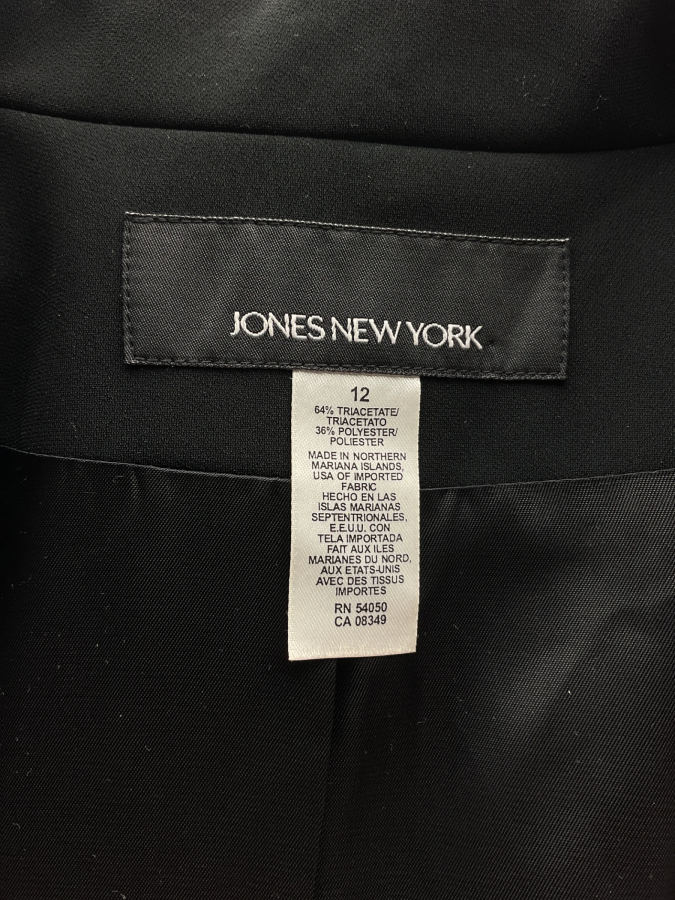 JONES NEW YORK
12
64% TRIACETATE/
TRIACETATO
36% POLYESTER/
POLIESTER
MADE IN NORTHERN
MARIANA ISLANDS,
USA OF IMPORTED
FABRIC
HECHO EN LAS
ISLAS MARIANAS
SEPTENTRIONALES,
E.E.U.U. CON
TELA IMPORTADA
FAIT AUX ILES
MARIANES DU NORD,
AUX ETATS-UNIS
AVEC DES TISSUS
IMPORTES
RN 54050
CA 08349